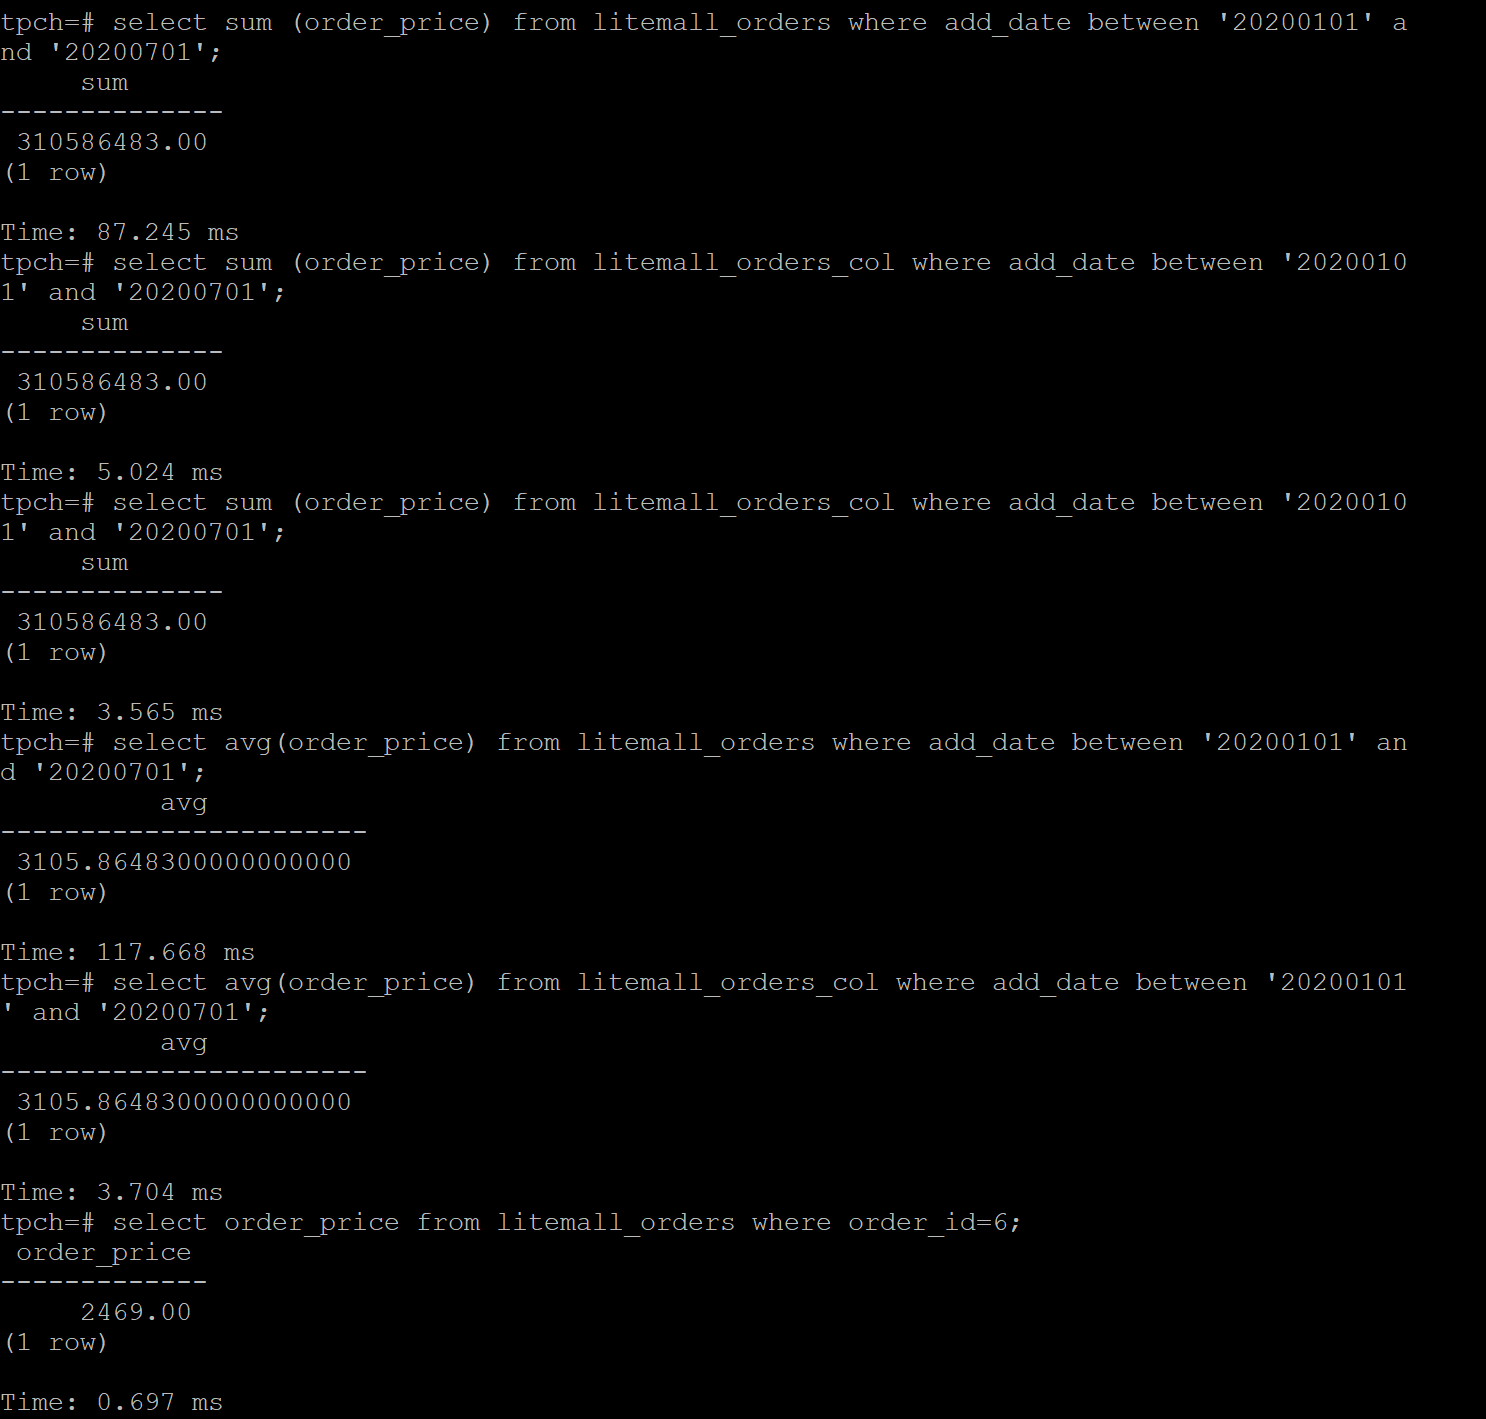 tpch=# select sum (order_price) from litemall_orders where add_date between '20200101' a
nd '20200701';
     sum
--------------
 310586483.00
(1 row)

Time: 87.245 ms
tpch=# select sum (order_price) from litemall_orders_col where add_date between '2020010
1' and '20200701';
     sum
--------------
 310586483.00
(1 row)

Time: 5.024 ms
tpch=# select sum (order_price) from litemall_orders_col where add_date between '2020010
1' and '20200701';
     sum
--------------
 310586483.00
(1 row)

Time: 3.565 ms
tpch=# select avg(order_price) from litemall_orders where add_date between '20200101' an
d '20200701';
          avg
-----------------------
 3105.8648300000000000
(1 row)

Time: 117.668 ms
tpch=# select avg(order_price) from litemall_orders_col where add_date between '20200101
' and '20200701';
          avg
-----------------------
 3105.8648300000000000
(1 row)

Time: 3.704 ms
tpch=# select order_price from litemall_orders where order_id=6;
 order_price
-------------
     2469.00
(1 row)

Time: 0.697 ms